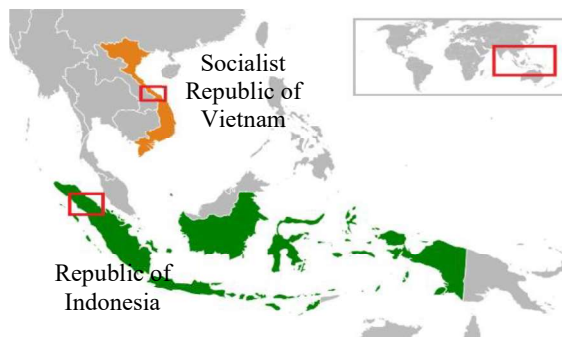 Socialist
Republic of
Vietnam
Republic of
Indonesia